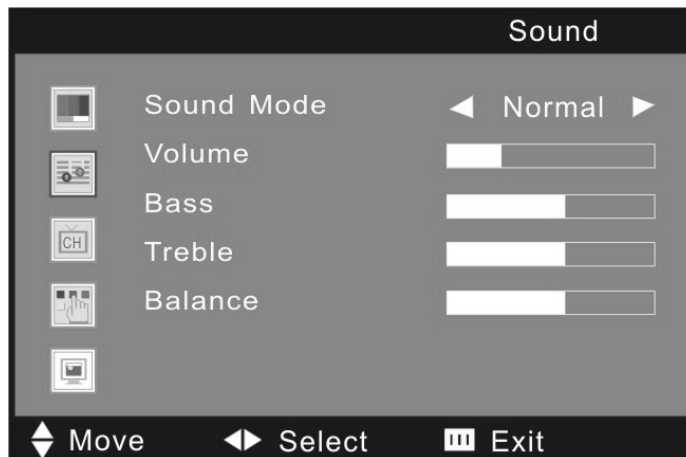 Sound
Sound Mode Normal
Volume
Bass
Treble
CH
Balance
Move Select Exit